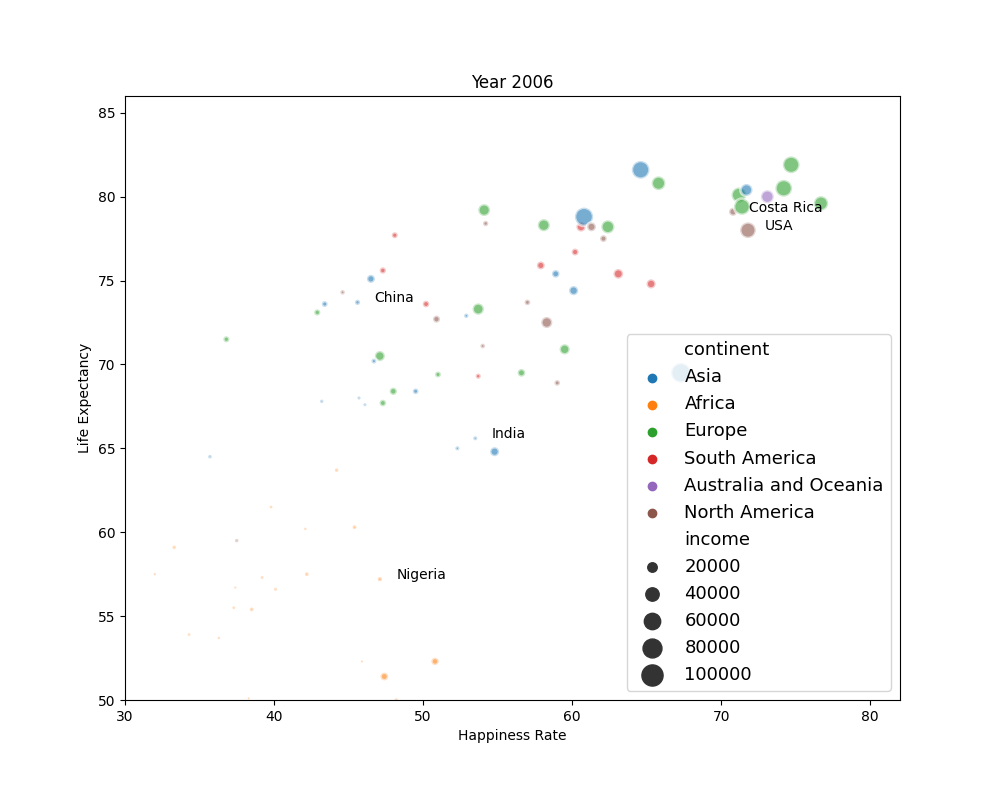 Year 2006
85
80
75
70
65
60
55
50
Life Expectancy
Costa Rica
USA
China
India
Nigeria
continent
Asia
Africa
Europe
South America
Australia and Oceania
North America
income
20000
40000
60000
80000
100000
30 40 50 60 70 80
Happiness Rate